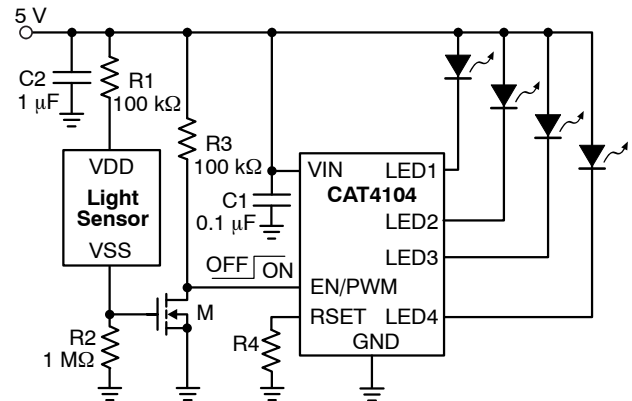 5 V
C2
1 μF
R1
100 kΩ
R3
100 kΩ
VDD
Light
Sensor
VSS
C1
0.1 μF
VIN
LED1
CAT4104
LED2
LED3
OFF
ON
EN/PWM
M
RSET
LED4
R2
1 MΩ
R4
GND